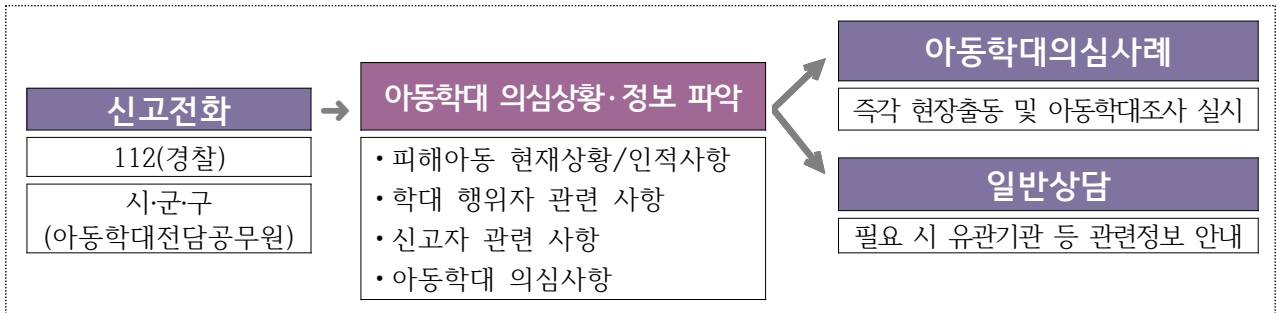 신고전화
112(경찰)
시·군·구
(아동학대전담공무원)
아동학대 의심상황·정보 파악
• 피해아동 현재상황/인적사항
• 학대 행위자 관련 사항
• 신고자 관련 사항
• 아동학대 의심사항
아동학대의심사례
즉각 현장출동 및 아동학대조사 실시
일반상담
필요 시 유관기관 등 관련정보 안내